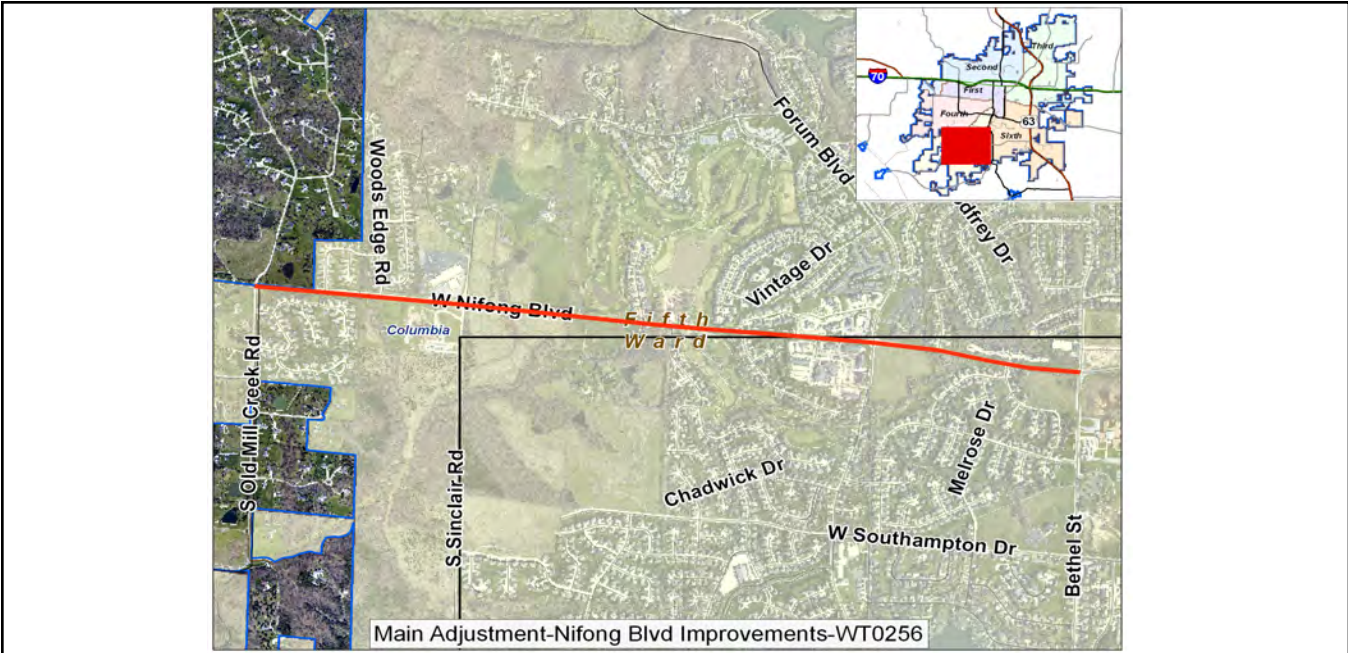 Second
Third
70
First
Fourth
63
Sixth
Forum Blvd
Woods Edge Rd
dfrey Dr
Vintage Dr
W Nifong Blvd
Fifth
Ward
Columbia
S Old Mill Creek Rd
S Sinclair Rd
Chadwick Dr
Melrose Dr
W Southampton Dr
Bethel St
Main Adjustment-Nifong Blvd Improvements-WT0256